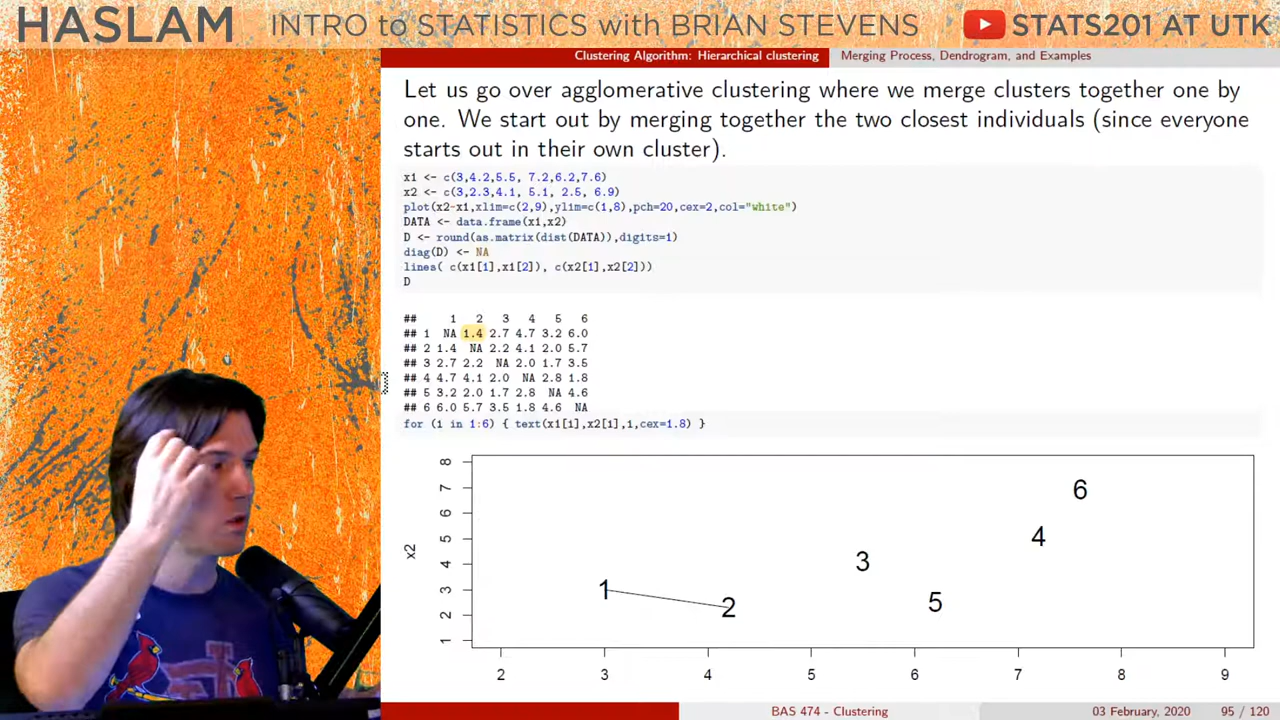 HASLAM INTRO to STATISTICS with BRIAN STEVENS STATS201 AT UTK
Clustering Algorithm: Hierarchical clustering Merging Process, Dendrogram, and Examples
Let us go over agglomerative clustering where we merge clusters together one by
one. We start out by merging together the two closest individuals (since everyone
starts out in their own cluster).
x1 <- c(3,4.2,5.5, 7.2,6.2,7.6)
x2 <- c(3,2.3,4.1, 5.1, 2.5, 6.9)
plot(x2~x1,xlim=c(2,9),ylim=c(1,8),pch=20,cex=2,col="white")
DATA <- data.frame(x1,x2)
D <- round(as.matrix(dist(DATA)),digits=1)
diag(D) <- NA
lines( c(x1[1],x1[2]), c(x2[1],x2[2]))
D
## 1 2 3 4 5 6
## 1 NA 1.4 2.7 4.7 3.2 6.0
## 2 1.4 NA 2.2 4.1 2.0 5.7
## 3 2.7 2.2 NA 2.0 1.7 3.5
## 4 4.7 4.1 2.0 NA 2.8 1.8
## 5 3.2 2.0 1.7 2.8 NA 4.6
## 6 6.0 5.7 3.5 1.8 4.6 NA
for (i in 1:6) { text(x1[i],x2[i],i,cex=1.8) }
8
7
6
5
4
3
2
1
x2
6
4
3
1
2
5
2 3 4 5 6 7 8 9
BAS 474 - Clustering 03 February, 2020 95 / 120